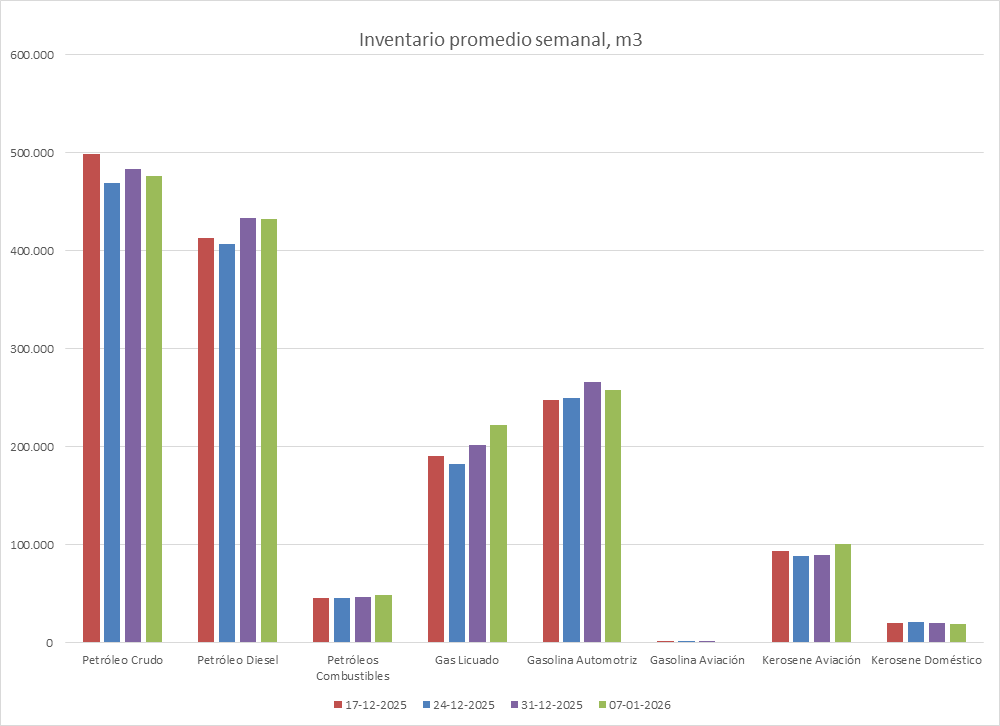 Inventario promedio semanal, m3
600.000
500.000
400.000
300.000
200.000
100.000
0
Petróleo Crudo
Petróleo Diesel
Petróleos
Combustibles
Gas Licuado
Gasolina Automotriz
Gasolina Aviación
Kerosene Aviación
Kerosene Doméstico
17-12-2025
24-12-2025
31-12-2025
07-01-2026